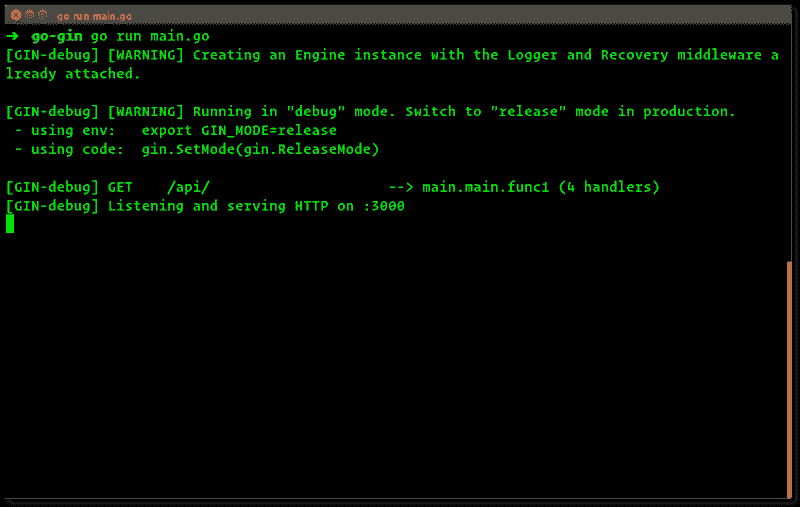 go run main.go
➜  go-gin go run main.go
[GIN-debug] [WARNING] Creating an Engine instance with the Logger and Recovery middleware a
lready attached.
[GIN-debug] [WARNING] Running in "debug" mode. Switch to "release" mode in production.
 - using env:   export GIN_MODE=release
 - using code:  gin.SetMode(gin.ReleaseMode)
[GIN-debug] GET    /api/                     --> main.main.func1 (4 handlers)
[GIN-debug] Listening and serving HTTP on :3000